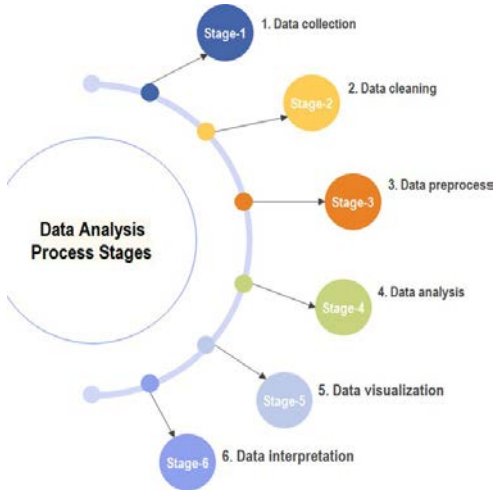 Stage-1
1. Data collection
Stage-2
2. Data cleaning
Stage-3
3. Data preprocess
Data Analysis
Process Stages
Stage-4
4. Data analysis
Stage-5
5. Data visualization
Stage-6
6. Data interpretation